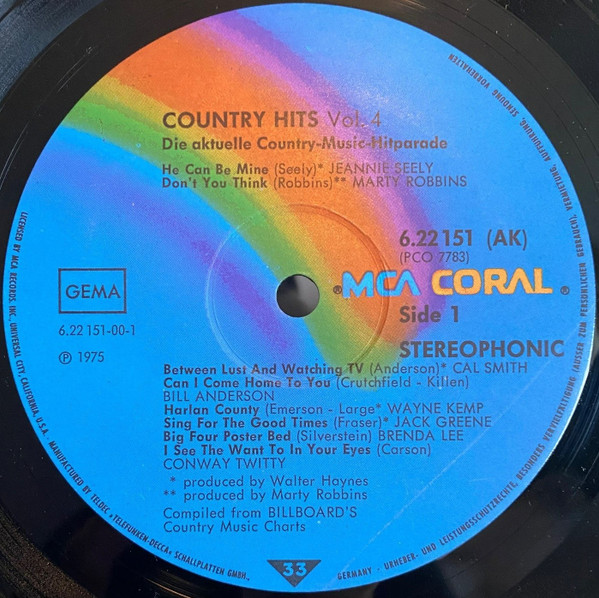 COUNTRY HITS Vol. 4
Die aktuelle Country-Music-Hitparade
He Can Be Mine (Seely)* JEANNIE SEELY
Don't You Think (Robbins)** MARTY ROBBINS
6.22151 (AK)
(PCO 7783)
® MCA CORAL ®
GEMA
Side 1
6.22 151-00-1
STEREOPHONIC
℗ 1975
Between Lust And Watching TV (Anderson)* CAL SMITH
Can I Come Home To You (Crutchfield - Killen)
BILL ANDERSON
Harlan County (Emerson - Large* WAYNE KEMP
Sing For The Good Times (Fraser)* JACK GREENE
Big Four Poster Bed (Silverstein) BRENDA LEE
I See The Want To In Your Eyes (Carson)
CONWAY TWITTY
* produced by Walter Haynes
** produced by Marty Robbins
Compiled from BILLBOARD'S
Country Music Charts
33
LICENSED BY MCA RECORDS, INC., UNIVERSAL CITY, CALIFORNIA, U.S.A.
MANUFACTURED BY TELDEC »TELEFUNKEN-DECCA« SCHALLPLATTEN GMBH.,
GERMANY - URHEBER- UND LEISTUNGSSCHUTZRECHTE, BESONDERS VERVIELFÄLTIGUNG (AUSSER ZUM PERSÖNLICHEN GEBRAUCH), VERMIETUNG, AUFFÜHRUNG, SENDUNG VORBEHALTEN